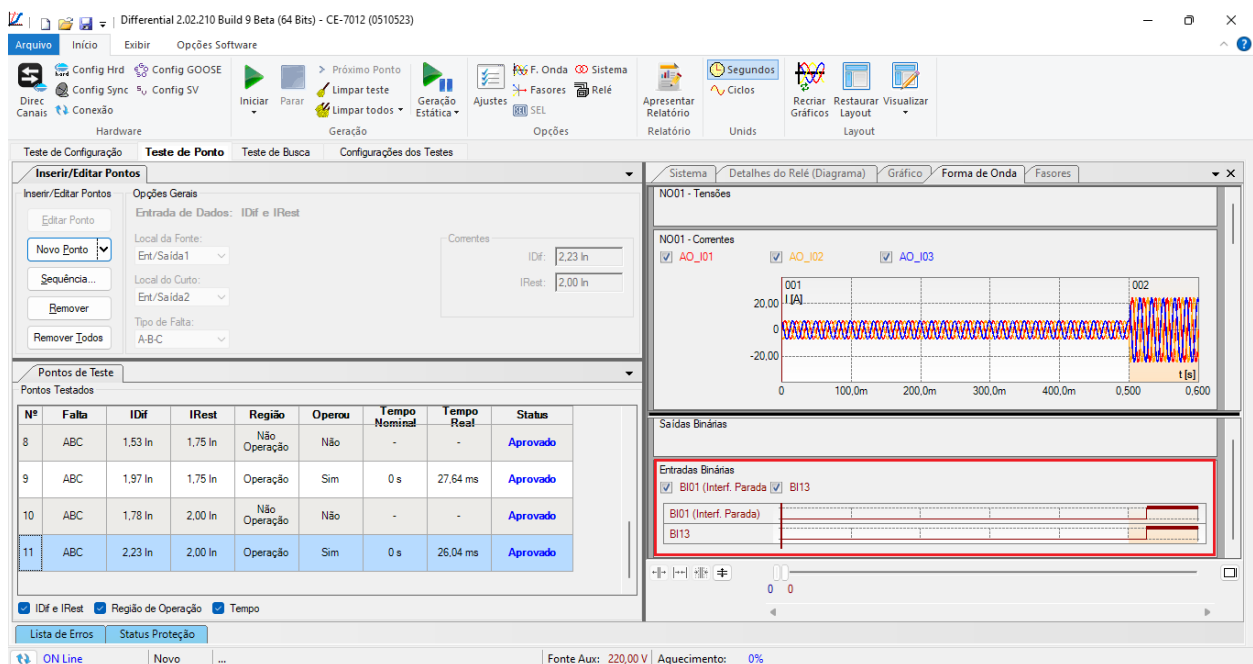 Differential 2.02.210 Build 9 Beta (64 Bits) - CE-7012 (0510523)
Arquivo Início Exibir Opções Software
Direc Canais
Config Hrd Config GOOSE
Config Sync Config SV
Conexão
Hardware
Iniciar Parar
Próximo Ponto
Limpar teste
Limpar todos
Geração Estática
Geração
Ajustes
F. Onda Sistema
Fasores Relé
SEL
Opções
Apresentar Relatório
Relatório
Segundos
Ciclos
Unids
Recriar Gráficos
Restaurar Layout
Visualizar
Layout
Teste de Configuração Teste de Ponto Teste de Busca Configurações dos Testes
Inserir/Editar Pontos
Inserir/Editar Pontos
Editar Ponto
Novo Ponto
Sequência...
Remover
Remover Todos
Opções Gerais
Entrada de Dados: IDif e IRest
Local da Fonte:
Ent/Saída1
Local do Curto:
Ent/Saída2
Tipo de Falta:
A-B-C
Correntes
IDif: 2,23 In
IRest: 2,00 In
Pontos de Teste
Pontos Testados
Nº Falta IDif IRest Região Operou Tempo Nominal Tempo Real Status
8 ABC 1,53 In 1,75 In Não Operação Não - - Aprovado
9 ABC 1,97 In 1,75 In Operação Sim 0 s 27,64 ms Aprovado
10 ABC 1,78 In 2,00 In Não Operação Não - - Aprovado
11 ABC 2,23 In 2,00 In Operação Sim 0 s 26,04 ms Aprovado
IDif e IRest Região de Operação Tempo
Lista de Erros Status Proteção
Sistema Detalhes do Relé (Diagrama) Gráfico Forma de Onda Fasores
NO01 - Tensões
NO01 - Correntes
AO_I01 AO_I02 AO_I03
001 002
I [A]
20,00
0
-20,00
t [s]
0 100,0m 200,0m 300,0m 400,0m 0,500 0,600
Saídas Binárias
Entradas Binárias
BI01 (Interf. Parada BI13
BI01 (Interf. Parada)
BI13
0 0
ON Line Novo ... Fonte Aux: 220,00 V Aquecimento: 0%